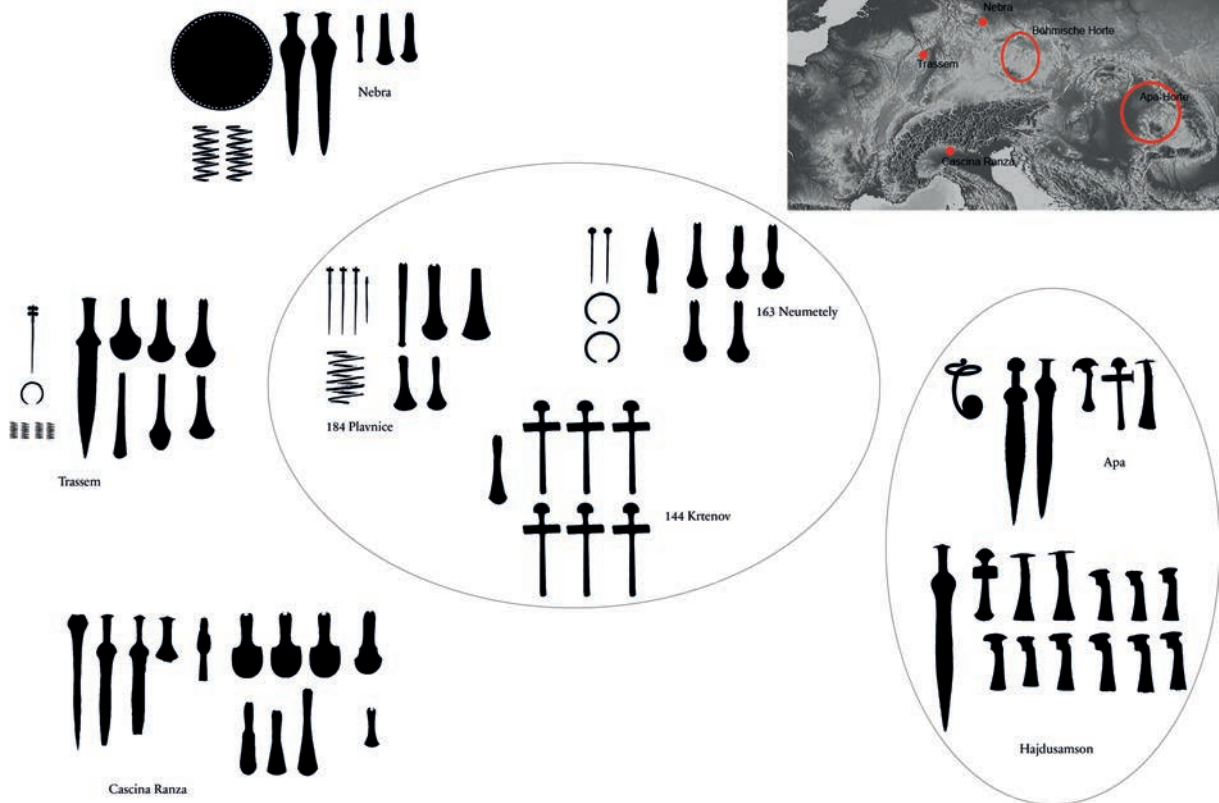 Nebra
Nebra
Böhmische Horte
Trassem
Apa-Horte
Cascina Ranza
163 Neumetely
184 Plavnice
Trassem
Apa
144 Krtenov
Hajdusamson
Cascina Ranza